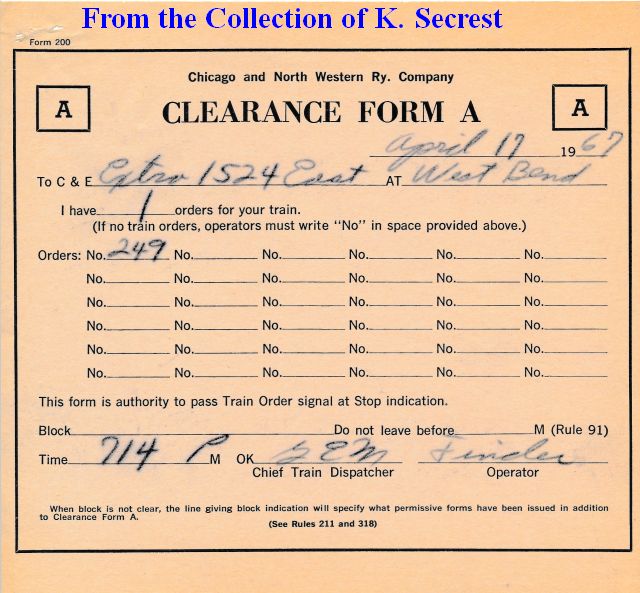 From the Collection of K. Secrest
Form 200
Chicago and North Western Ry. Company
A CLEARANCE FORM A A
April 17 1967
To C & E Extra 1524 East AT West Bend
I have 1 orders for your train.
(If no train orders, operators must write "No" in space provided above.)
Orders: No. 249 No. No. No. No. No.
No. No. No. No. No. No.
No. No. No. No. No. No.
No. No. No. No. No. No.
No. No. No. No. No. No.
No. No. No. No. No. No.
This form is authority to pass Train Order signal at Stop indication.
Block Do not leave before M (Rule 91)
Time 714 P M OK GEM Finder
Chief Train Dispatcher Operator
When block is not clear, the line giving block indication will specify what permissive forms have been issued in addition
to Clearance Form A.
(See Rules 211 and 318)